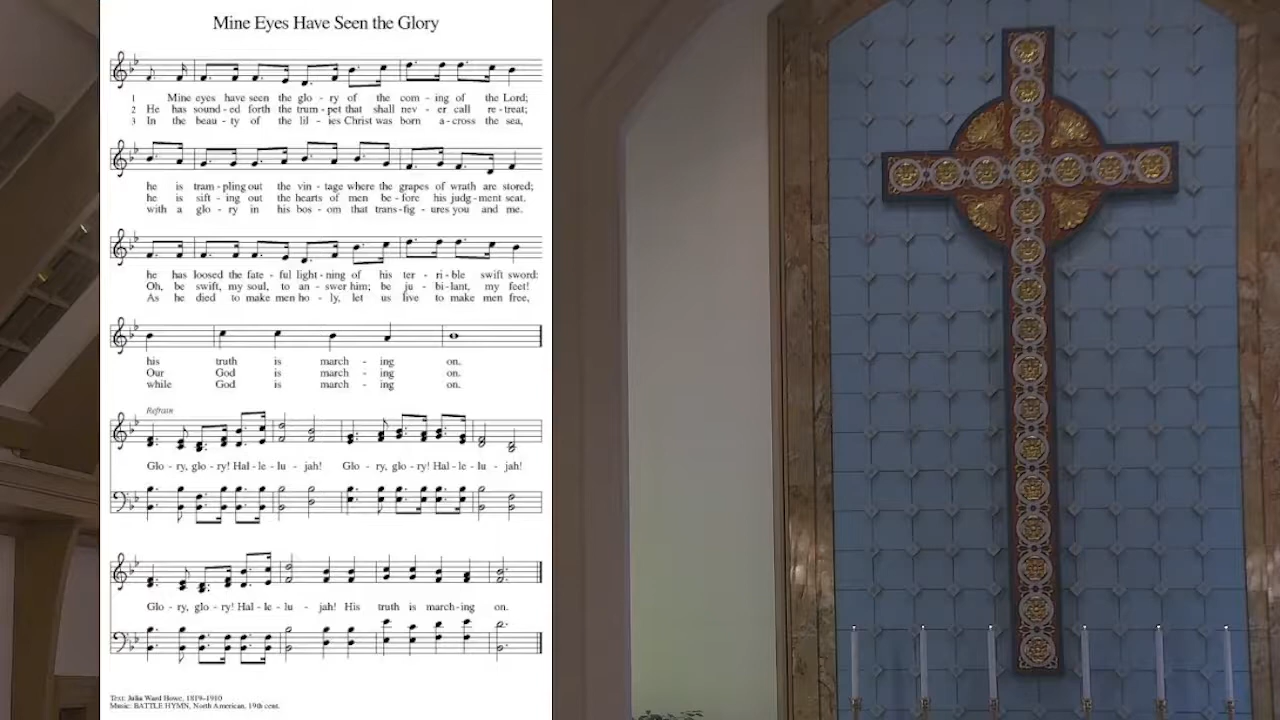 Mine Eyes Have Seen the Glory
1 Mine eyes have seen the glo - ry of the com - ing of the Lord;
2 He has sound - ed forth the trum - pet that shall nev - er call re - treat;
3 In the beau - ty of the lil - ies Christ was born a - cross the sea,
he is tram - pling out the vin - tage where the grapes of wrath are stored;
he is sift - ing out the hearts of men be - fore his judg - ment seat.
with a glo - ry in his bos - om that trans - fig - ures you and me.
he has loosed the fate - ful light - ning of his ter - ri - ble swift sword:
Oh, be swift, my soul, to an - swer him; be ju - bi - lant, my feet!
As he died to make men ho - ly, let us live to make men free,
his truth is march - ing on.
Our God is march - ing on.
while God is march - ing on.
Refrain
Glo - ry, glo - ry! Hal - le - lu - jah! Glo - ry, glo - ry! Hal - le - lu - jah!
Glo - ry, glo - ry! Hal - le - lu - jah! His truth is march - ing on.
Text: Julia Ward Howe, 1819–1910
Music: BATTLE HYMN, North American, 19th cent.